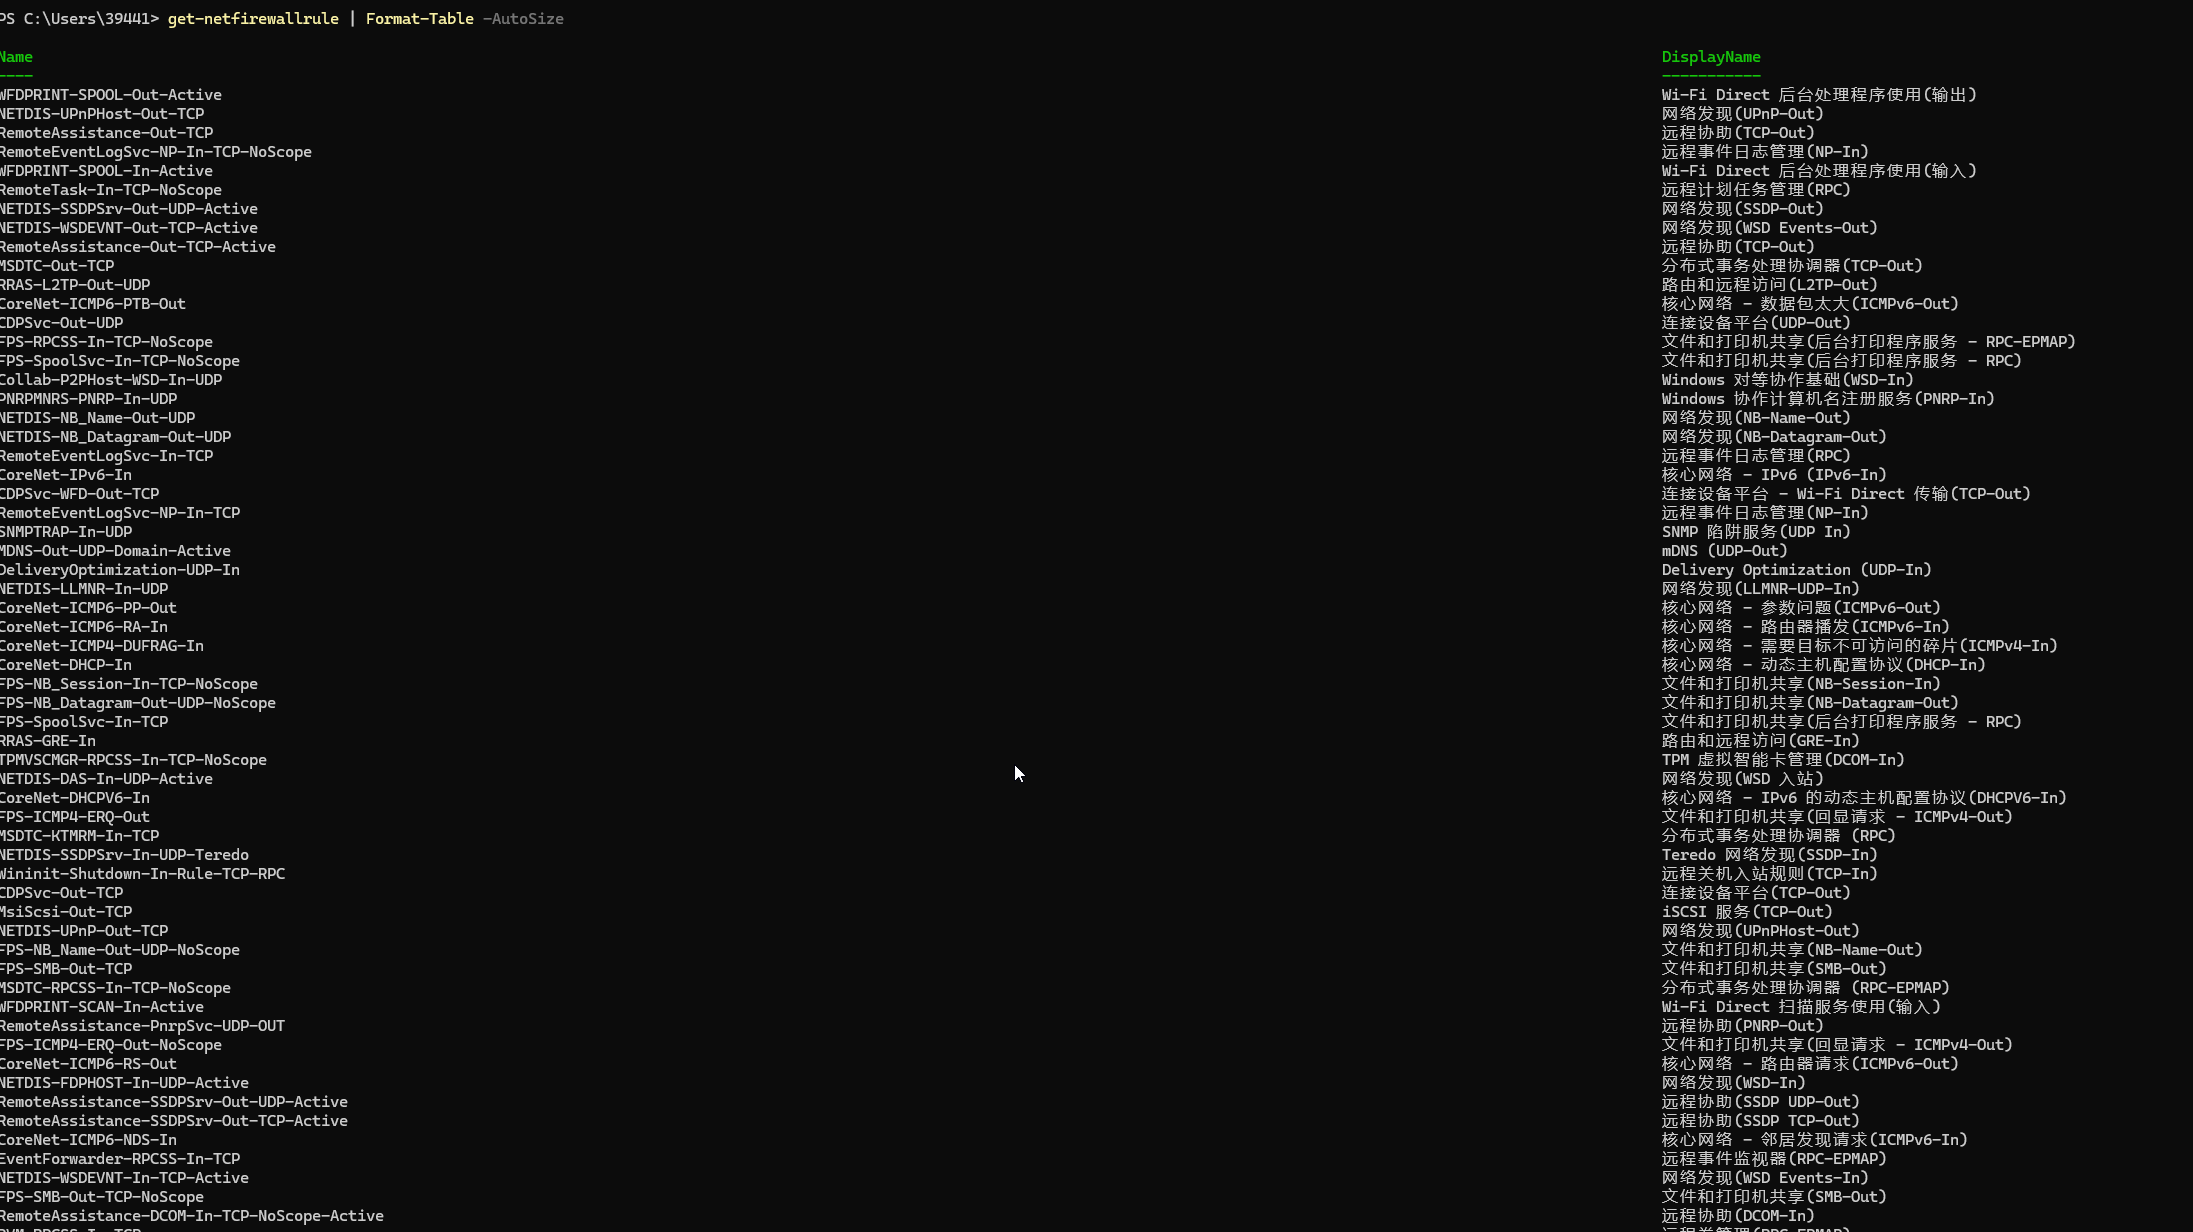 PS C:\Users\39441> get-netfirewallrule | Format-Table -AutoSize
Name DisplayName
---- -----------
WFDPRINT-SPOOL-Out-Active Wi-Fi Direct 后台处理程序使用(输出)
NETDIS-UPnPHost-Out-TCP 网络发现(UPnP-Out)
RemoteAssistance-Out-TCP 远程协助(TCP-Out)
RemoteEventLogSvc-NP-In-TCP-NoScope 远程事件日志管理(NP-In)
WFDPRINT-SPOOL-In-Active Wi-Fi Direct 后台处理程序使用(输入)
RemoteTask-In-TCP-NoScope 远程计划任务管理(RPC)
NETDIS-SSDPSrv-Out-UDP-Active 网络发现(SSDP-Out)
NETDIS-WSDEVNT-Out-TCP-Active 网络发现(WSD Events-Out)
RemoteAssistance-Out-TCP-Active 远程协助(TCP-Out)
MSDTC-Out-TCP 分布式事务处理协调器(TCP-Out)
RRAS-L2TP-Out-UDP 路由和远程访问(L2TP-Out)
CoreNet-ICMP6-PTB-Out 核心网络 - 数据包太大(ICMPv6-Out)
CDPSvc-Out-UDP 连接设备平台(UDP-Out)
FPS-RPCSS-In-TCP-NoScope 文件和打印机共享(后台打印程序服务 - RPC-EPMAP)
FPS-SpoolSvc-In-TCP-NoScope 文件和打印机共享(后台打印程序服务 - RPC)
Collab-P2PHost-WSD-In-UDP Windows 对等协作基础(WSD-In)
PNRPMNRS-PNRP-In-UDP Windows 协作计算机名注册服务(PNRP-In)
NETDIS-NB_Name-Out-UDP 网络发现(NB-Name-Out)
NETDIS-NB_Datagram-Out-UDP 网络发现(NB-Datagram-Out)
RemoteEventLogSvc-In-TCP 远程事件日志管理(RPC)
CoreNet-IPv6-In 核心网络 - IPv6 (IPv6-In)
CDPSvc-WFD-Out-TCP 连接设备平台 - Wi-Fi Direct 传输(TCP-Out)
RemoteEventLogSvc-NP-In-TCP 远程事件日志管理(NP-In)
SNMPTRAP-In-UDP SNMP 陷阱服务(UDP In)
MDNS-Out-UDP-Domain-Active mDNS (UDP-Out)
DeliveryOptimization-UDP-In Delivery Optimization (UDP-In)
NETDIS-LLMNR-In-UDP 网络发现(LLMNR-UDP-In)
CoreNet-ICMP6-PP-Out 核心网络 - 参数问题(ICMPv6-Out)
CoreNet-ICMP6-RA-In 核心网络 - 路由器播发(ICMPv6-In)
CoreNet-ICMP4-DUFRAG-In 核心网络 - 需要目标不可访问的碎片(ICMPv4-In)
CoreNet-DHCP-In 核心网络 - 动态主机配置协议(DHCP-In)
FPS-NB_Session-In-TCP-NoScope 文件和打印机共享(NB-Session-In)
FPS-NB_Datagram-Out-UDP-NoScope 文件和打印机共享(NB-Datagram-Out)
FPS-SpoolSvc-In-TCP 文件和打印机共享(后台打印程序服务 - RPC)
RRAS-GRE-In 路由和远程访问(GRE-In)
TPMVSCMGR-RPCSS-In-TCP-NoScope TPM 虚拟智能卡管理(DCOM-In)
NETDIS-DAS-In-UDP-Active 网络发现(WSD 入站)
CoreNet-DHCPV6-In 核心网络 - IPv6 的动态主机配置协议(DHCPV6-In)
FPS-ICMP4-ERQ-Out 文件和打印机共享(回显请求 - ICMPv4-Out)
MSDTC-KTMRM-In-TCP 分布式事务处理协调器 (RPC)
NETDIS-SSDPSrv-In-UDP-Teredo Teredo 网络发现(SSDP-In)
Wininit-Shutdown-In-Rule-TCP-RPC 远程关机入站规则(TCP-In)
CDPSvc-Out-TCP 连接设备平台(TCP-Out)
MsiScsi-Out-TCP iSCSI 服务(TCP-Out)
NETDIS-UPnP-Out-TCP 网络发现(UPnPHost-Out)
FPS-NB_Name-Out-UDP-NoScope 文件和打印机共享(NB-Name-Out)
FPS-SMB-Out-TCP 文件和打印机共享(SMB-Out)
MSDTC-RPCSS-In-TCP-NoScope 分布式事务处理协调器 (RPC-EPMAP)
WFDPRINT-SCAN-In-Active Wi-Fi Direct 扫描服务使用(输入)
RemoteAssistance-PnrpSvc-UDP-OUT 远程协助(PNRP-Out)
FPS-ICMP4-ERQ-Out-NoScope 文件和打印机共享(回显请求 - ICMPv4-Out)
CoreNet-ICMP6-RS-Out 核心网络 - 路由器请求(ICMPv6-Out)
NETDIS-FDPHOST-In-UDP-Active 网络发现(WSD-In)
RemoteAssistance-SSDPSrv-Out-UDP-Active 远程协助(SSDP UDP-Out)
RemoteAssistance-SSDPSrv-Out-TCP-Active 远程协助(SSDP TCP-Out)
CoreNet-ICMP6-NDS-In 核心网络 - 邻居发现请求(ICMPv6-In)
EventForwarder-RPCSS-In-TCP 远程事件监视器(RPC-EPMAP)
NETDIS-WSDEVNT-In-TCP-Active 网络发现(WSD Events-In)
FPS-SMB-Out-TCP-NoScope 文件和打印机共享(SMB-Out)
RemoteAssistance-DCOM-In-TCP-NoScope-Active 远程协助(DCOM-In)